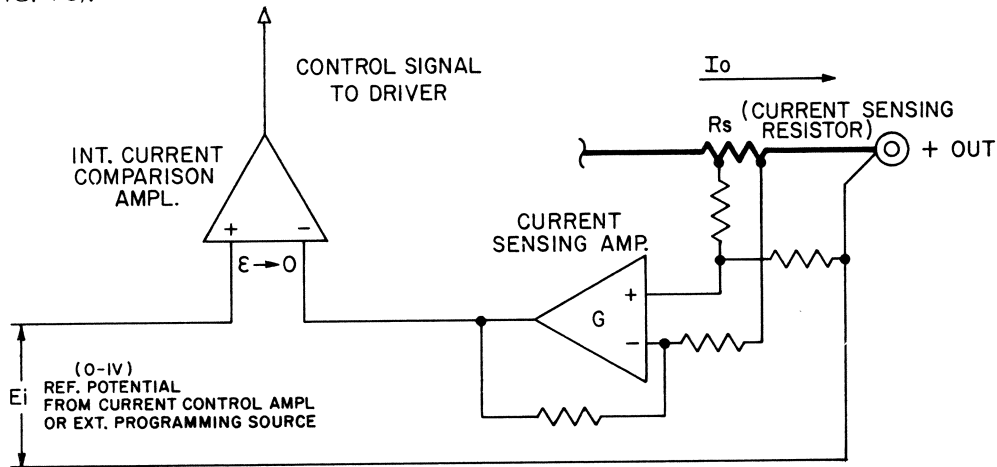 CONTROL SIGNAL
TO DRIVER
Io
(CURRENT SENSING
RESISTOR)
Rs
+ OUT
INT. CURRENT
COMPARISON
AMPL.
+ −
Ɛ→O
CURRENT
SENSING AMP.
+
G
−
(0-1V)
Ei
REF. POTENTIAL
FROM CURRENT CONTROL AMPL
OR EXT. PROGRAMMING SOURCE